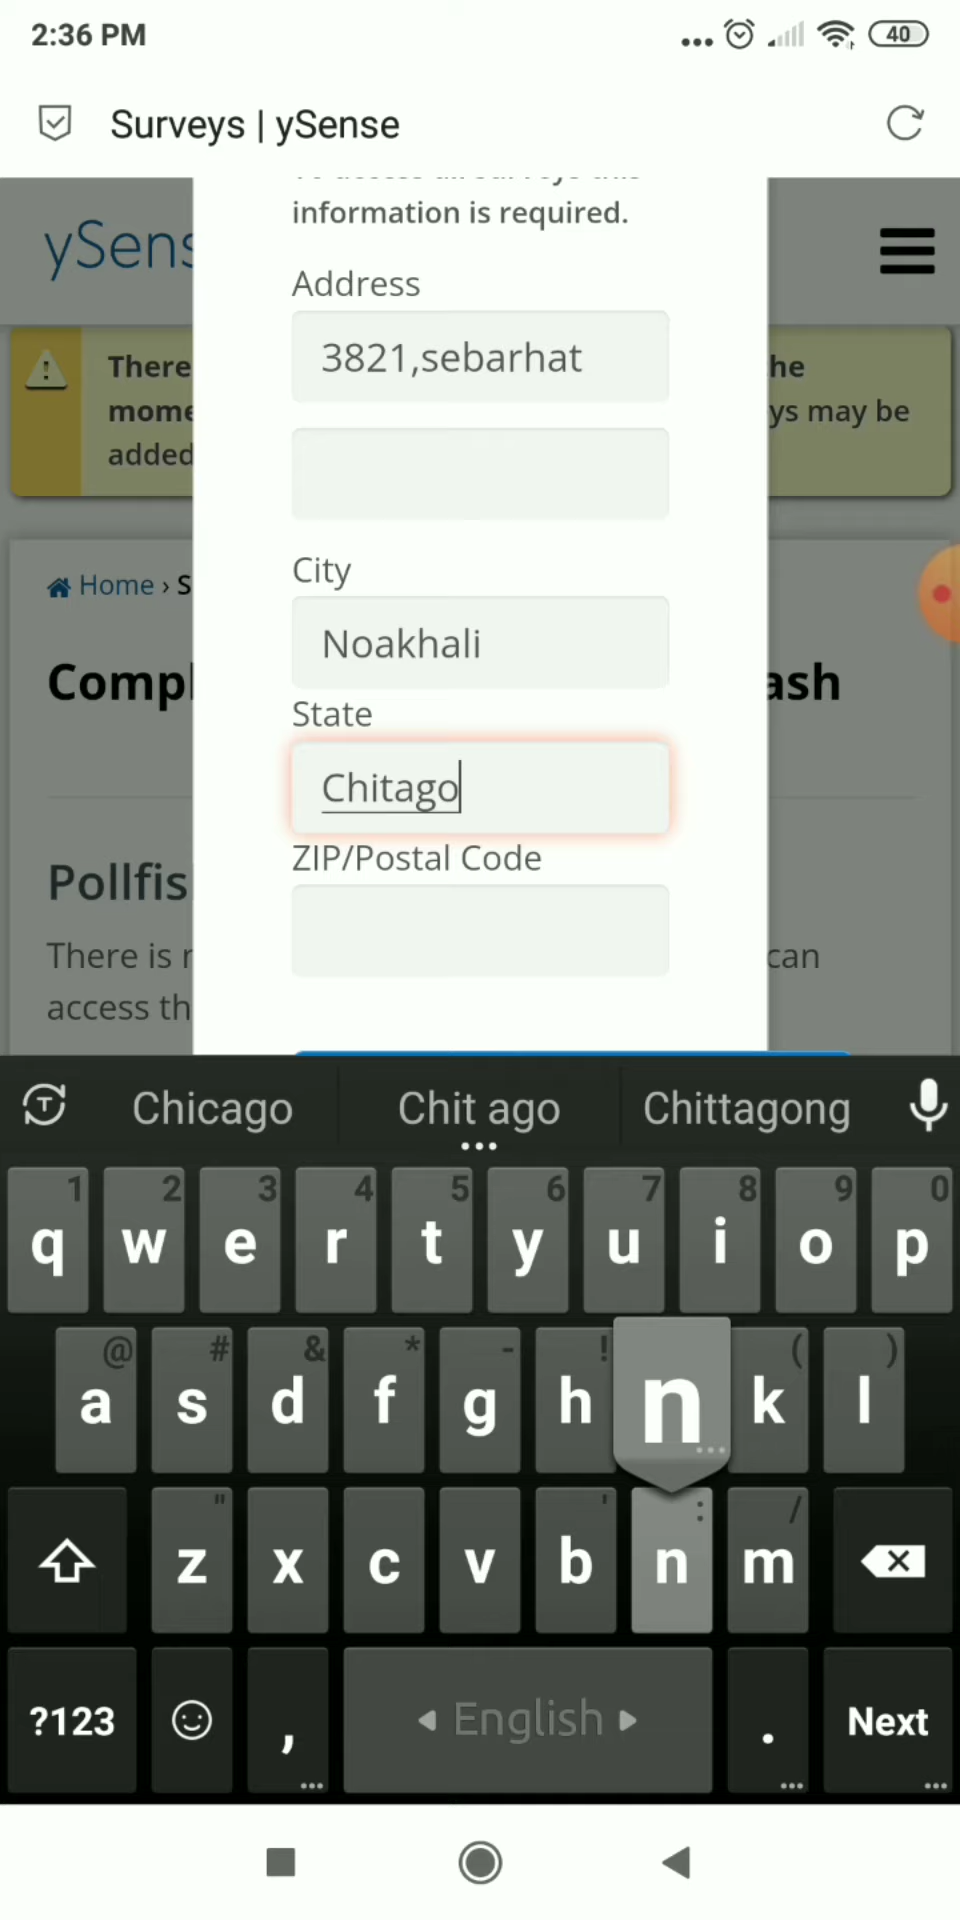 2:36 PM
40
Surveys | ySense
information is required.
ySens
Address
3821,sebarhat
There
he
mome
ys may be
added
City
Home › S
Noakhali
Compl
ash
State
Chitago
ZIP/Postal Code
Pollfis
There is r
can
access th
Chicago Chit ago Chittagong
1 2 3 4 5 6 7 8 9 0
q w e r t y u i o p
@ # & * - ! ( )
a s d f g h n k l
" ' : /
z x c v b n m
?123 , English . Next